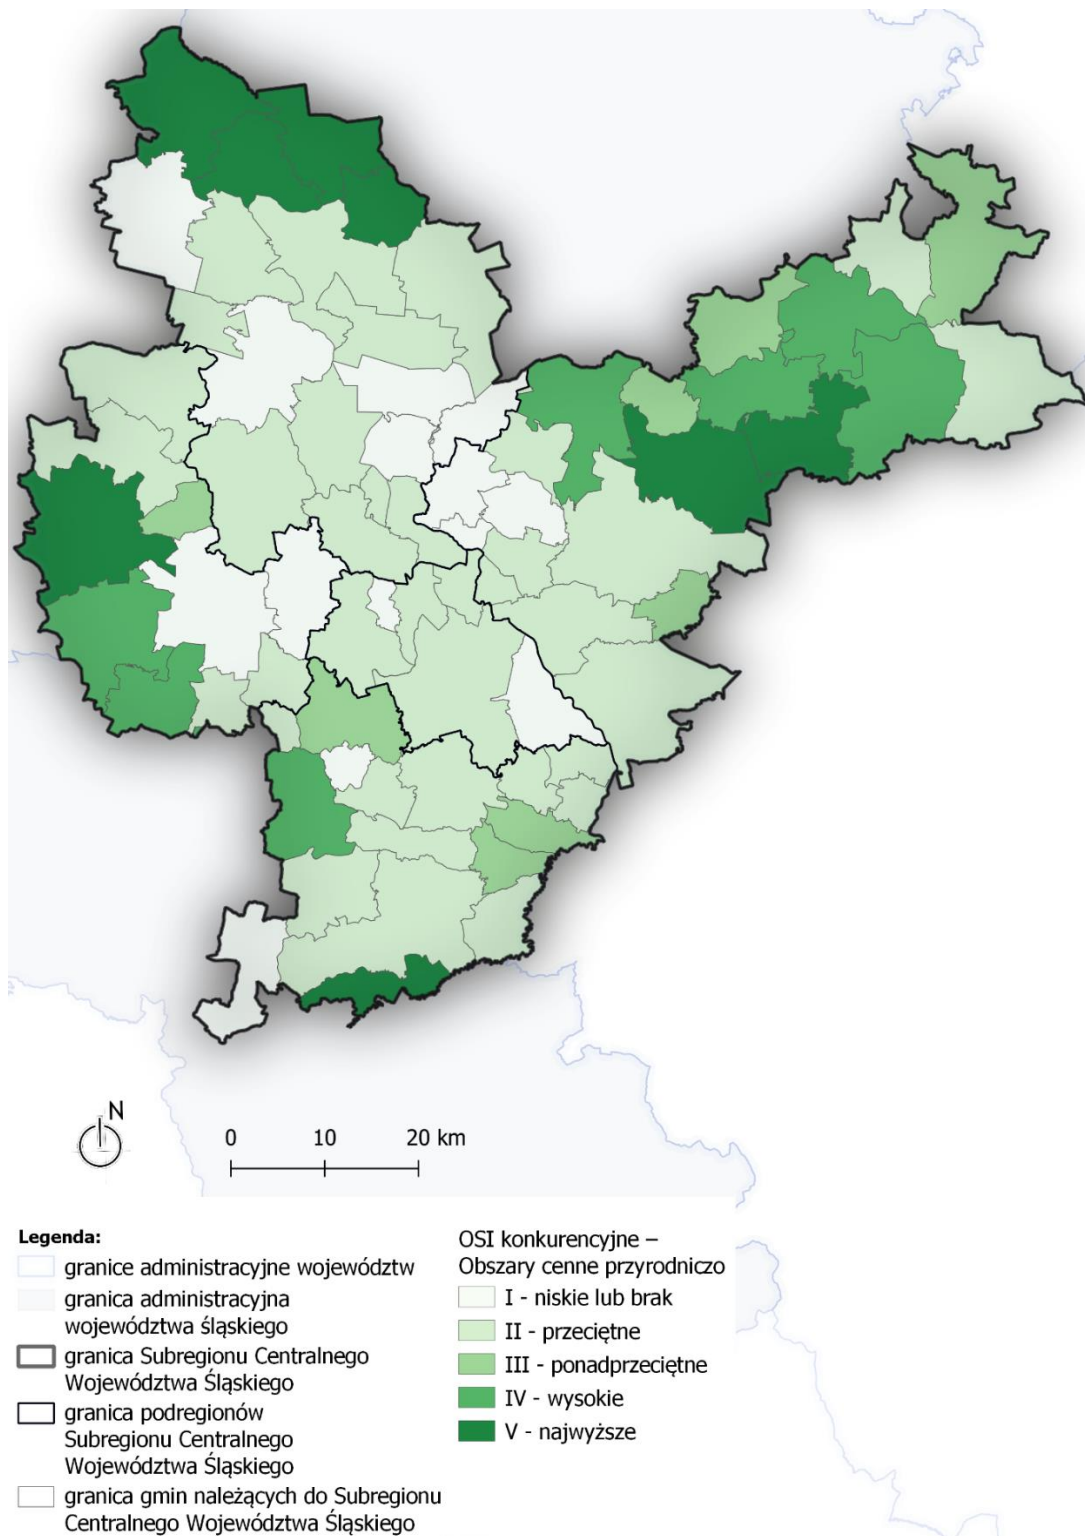 N
0 10 20 km
Legenda:
granice administracyjne województw
granica administracyjna
województwa śląskiego
granica Subregionu Centralnego
Województwa Śląskiego
granica podregionów
Subregionu Centralnego
Województwa Śląskiego
granica gmin należących do Subregionu
Centralnego Województwa Śląskiego
OSI konkurencyjne –
Obszary cenne przyrodniczo
I - niskie lub brak
II - przeciętne
III - ponadprzeciętne
IV - wysokie
V - najwyższe